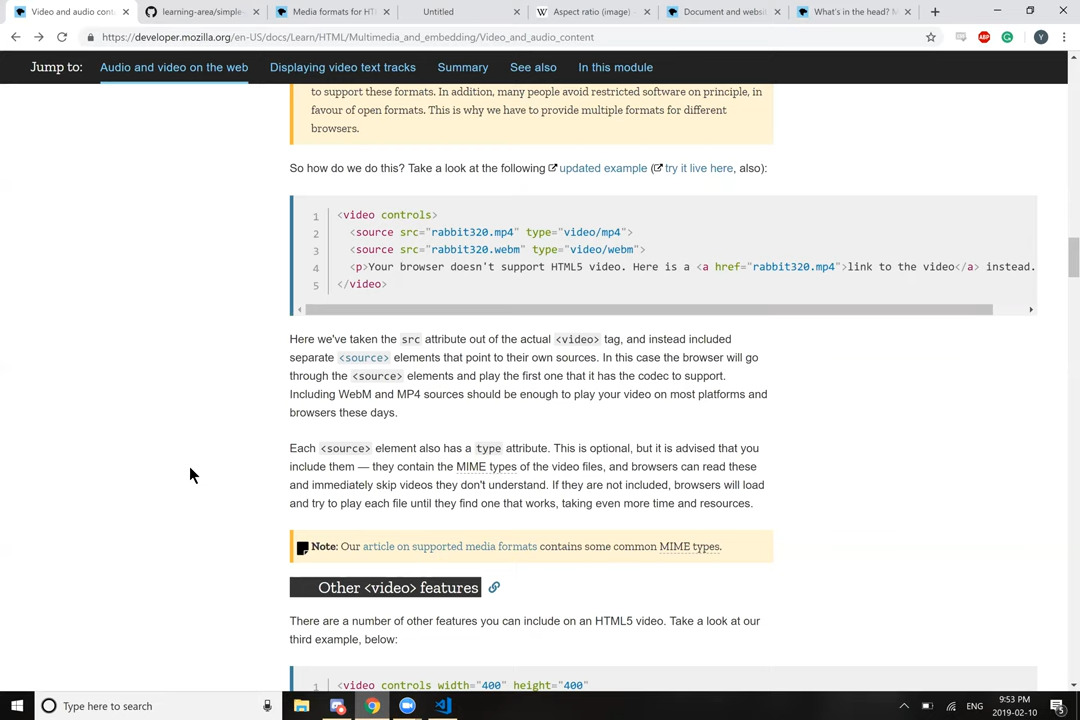 Video and audio cont
learning-area/simple-
Media formats for HT
Untitled
Aspect ratio (image) -
Document and websit
What's in the head? M
https://developer.mozilla.org/en-US/docs/Learn/HTML/Multimedia_and_embedding/Video_and_audio_content
ABP
Y
Jump to:
Audio and video on the web
Displaying video text tracks
Summary
See also
In this module
to support these formats. In addition, many people avoid restricted software on principle, in
favour of open formats. This is why we have to provide multiple formats for different
browsers.
So how do we do this? Take a look at the following updated example (try it live here, also):
1 <video controls>
2 <source src="rabbit320.mp4" type="video/mp4">
3 <source src="rabbit320.webm" type="video/webm">
4 <p>Your browser doesn't support HTML5 video. Here is a <a href="rabbit320.mp4">link to the video</a> instead.
5 </video>
Here we've taken the src attribute out of the actual <video> tag, and instead included
separate <source> elements that point to their own sources. In this case the browser will go
through the <source> elements and play the first one that it has the codec to support.
Including WebM and MP4 sources should be enough to play your video on most platforms and
browsers these days.
Each <source> element also has a type attribute. This is optional, but it is advised that you
include them — they contain the MIME types of the video files, and browsers can read these
and immediately skip videos they don't understand. If they are not included, browsers will load
and try to play each file until they find one that works, taking even more time and resources.
Note: Our article on supported media formats contains some common MIME types.
Other <video> features
There are a number of other features you can include on an HTML5 video. Take a look at our
third example, below:
1 <video controls width="400" height="400"
Type here to search
ENG
9:53 PM
2019-02-10
5